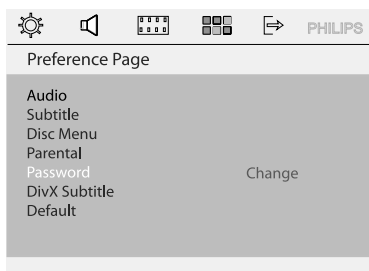 PHILIPS
Preference Page
Audio
Subtitle
Disc Menu
Parental
Password Change
DivX Subtitle
Default